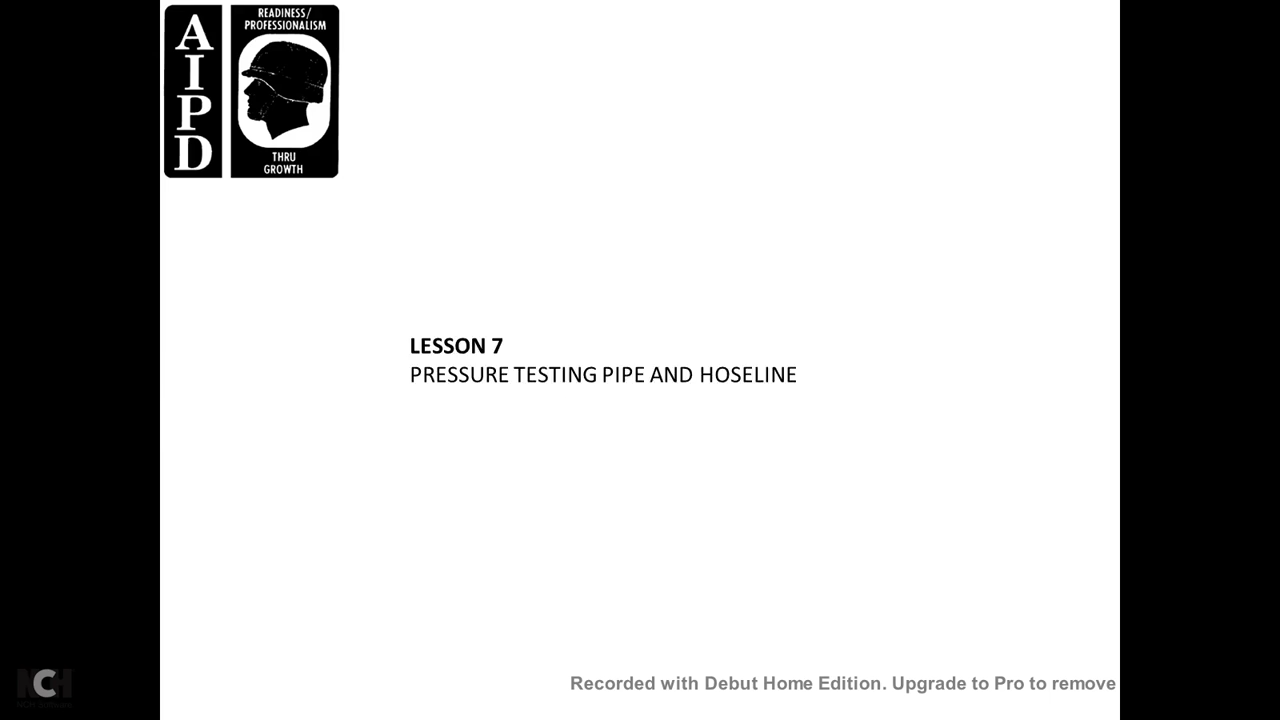 READINESS/
PROFESSIONALISM
A
I
P
D
THRU
GROWTH
LESSON 7
PRESSURE TESTING PIPE AND HOSELINE
Recorded with Debut Home Edition. Upgrade to Pro to remove
NCH